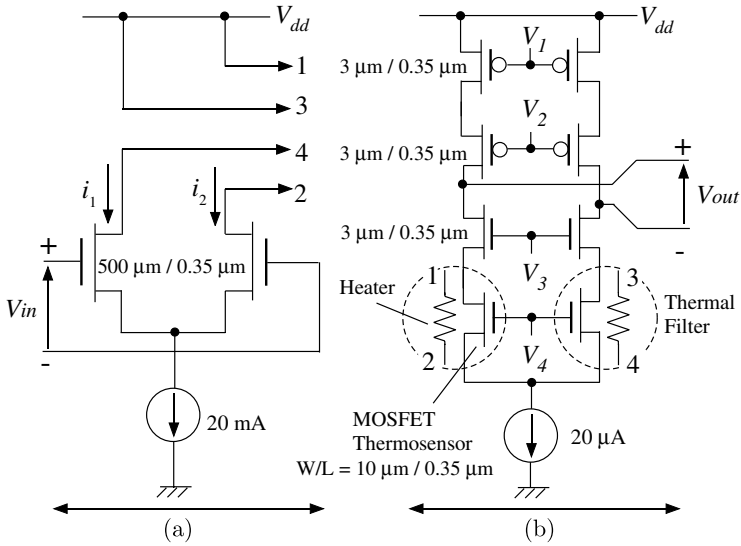 V_dd
1
3
4
i_1
i_2
2
+
500 μm / 0.35 μm
V_in
-
20 mA
(a)
V_dd
V_1
3 μm / 0.35 μm
V_2
3 μm / 0.35 μm
+
V_out
-
3 μm / 0.35 μm
V_3
1
3
Heater
Thermal
Filter
2
V_4
4
MOSFET
Thermosensor
W/L = 10 μm / 0.35 μm
20 μA
(b)